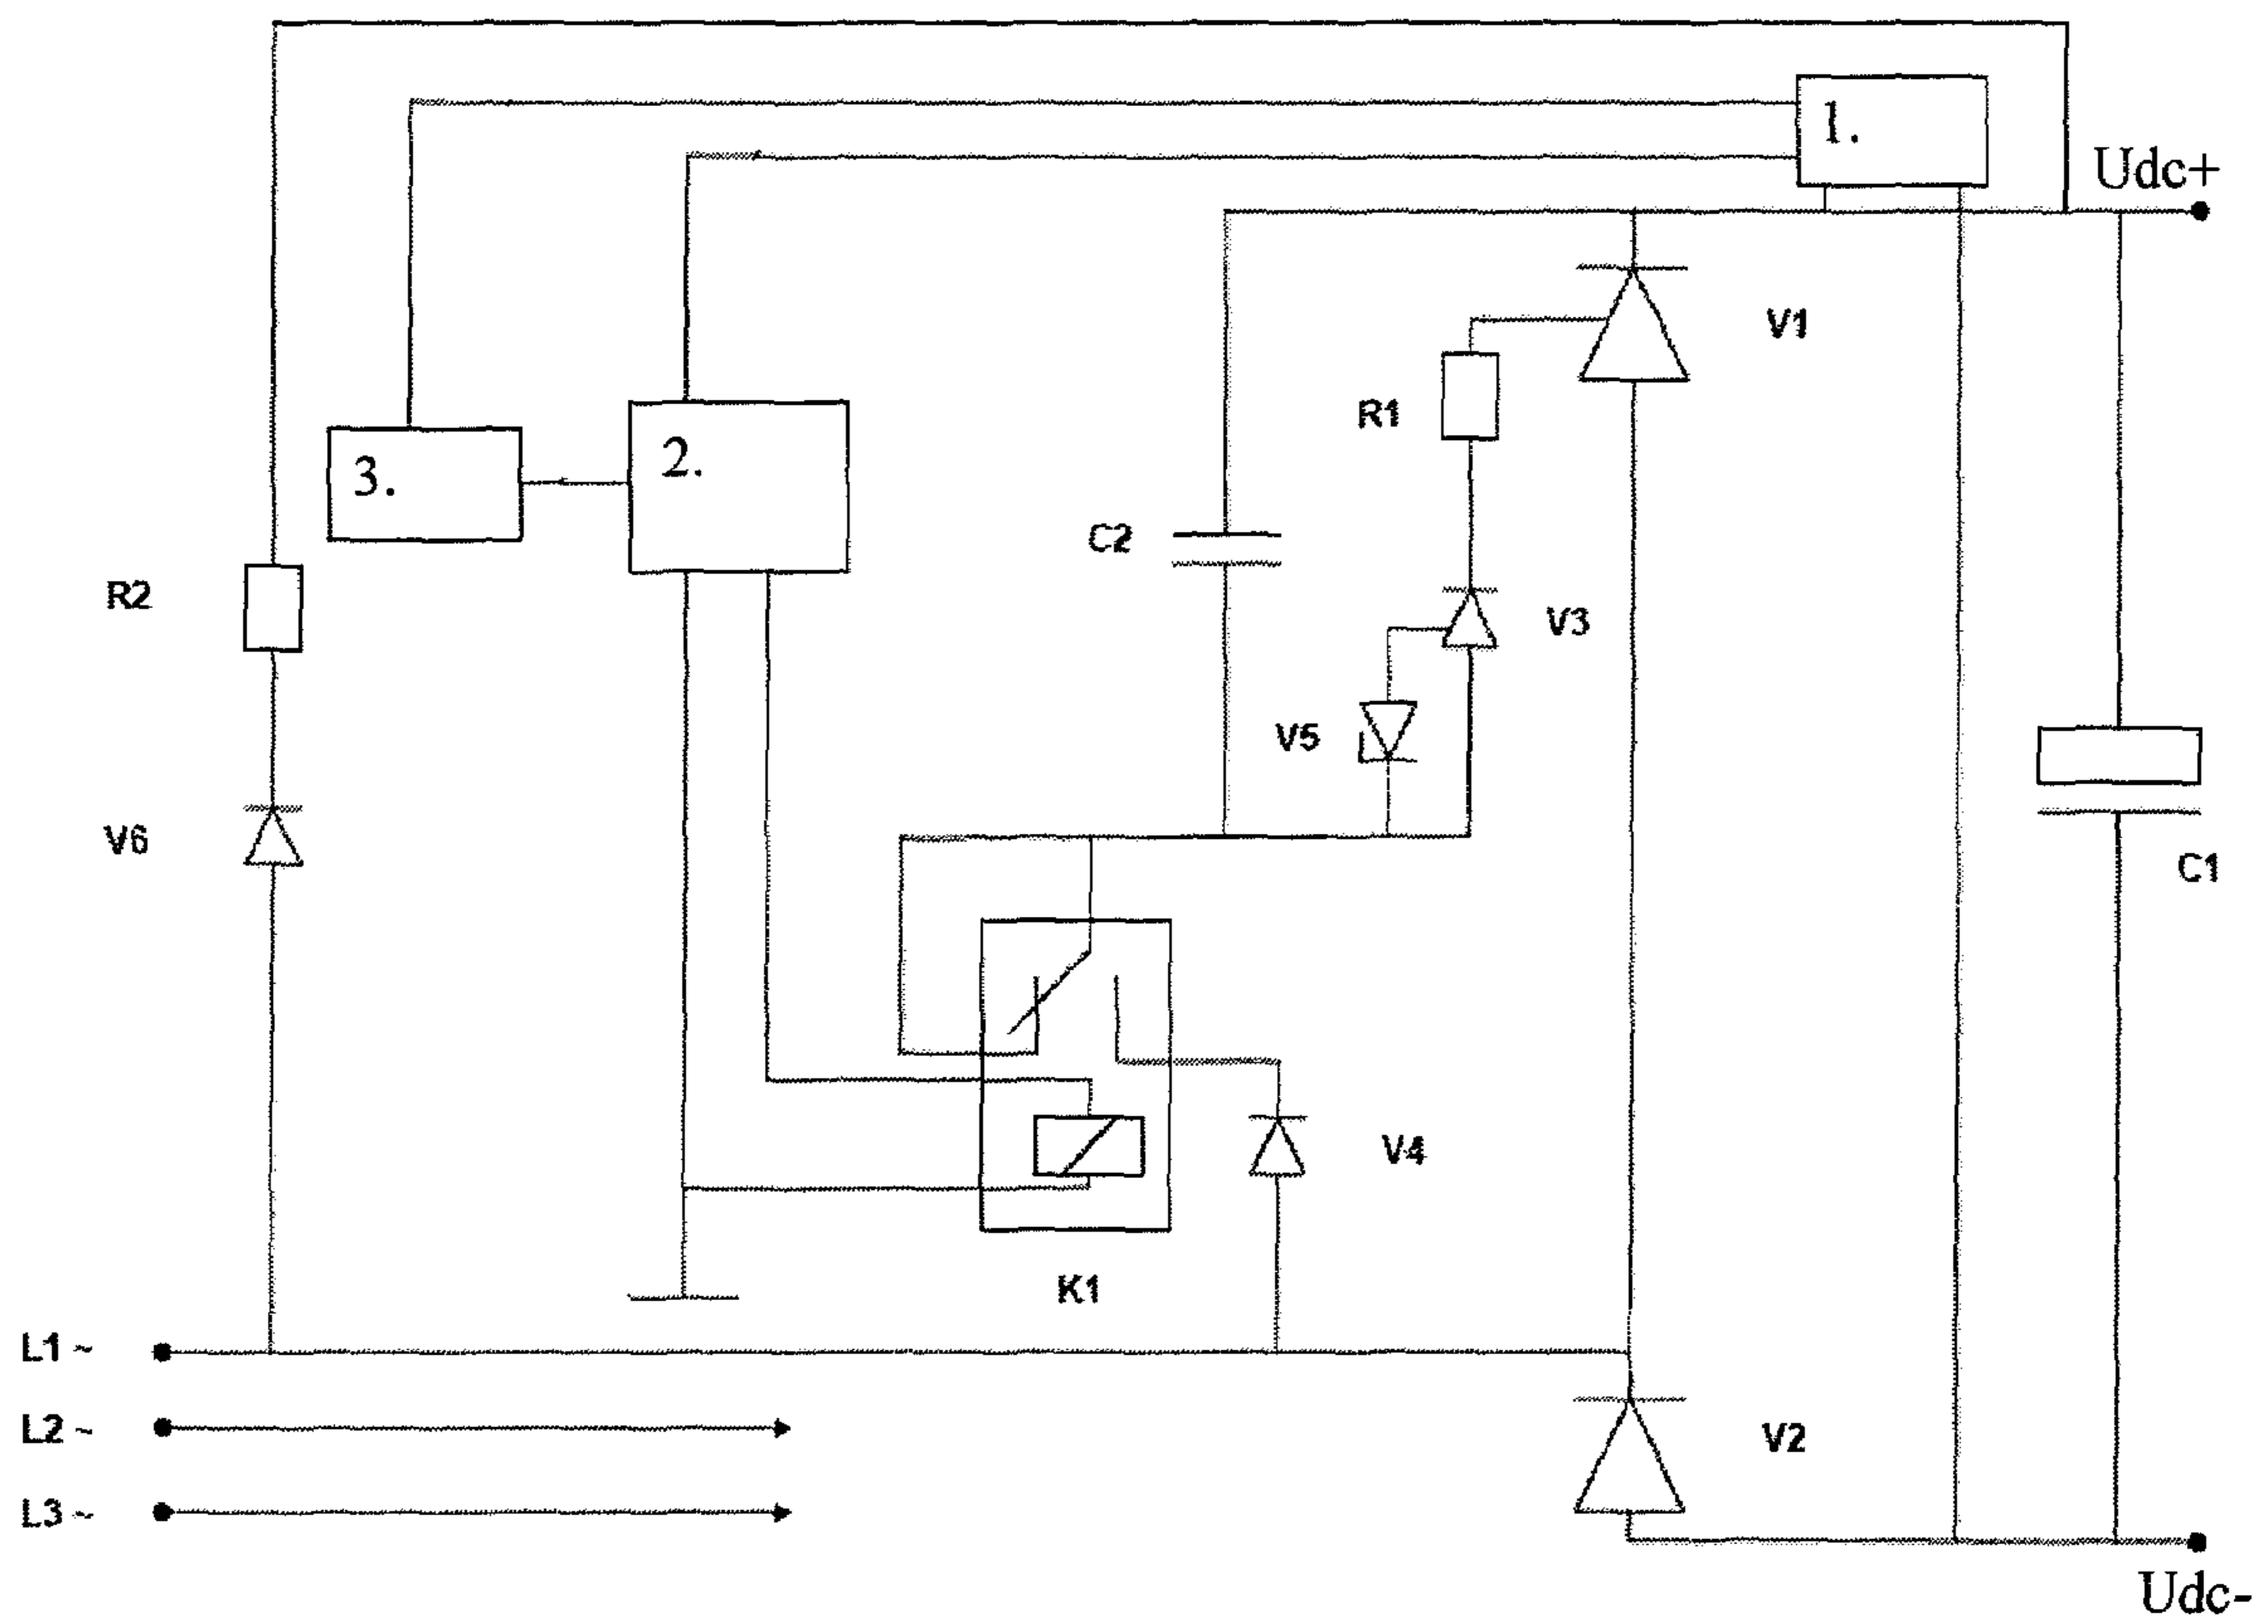 1.
Udc+
V1
R1
3.
2.
C2
R2
V3
V5
V6
C1
V4
K1
L1 ~
L2 ~
V2
L3 ~
Udc-